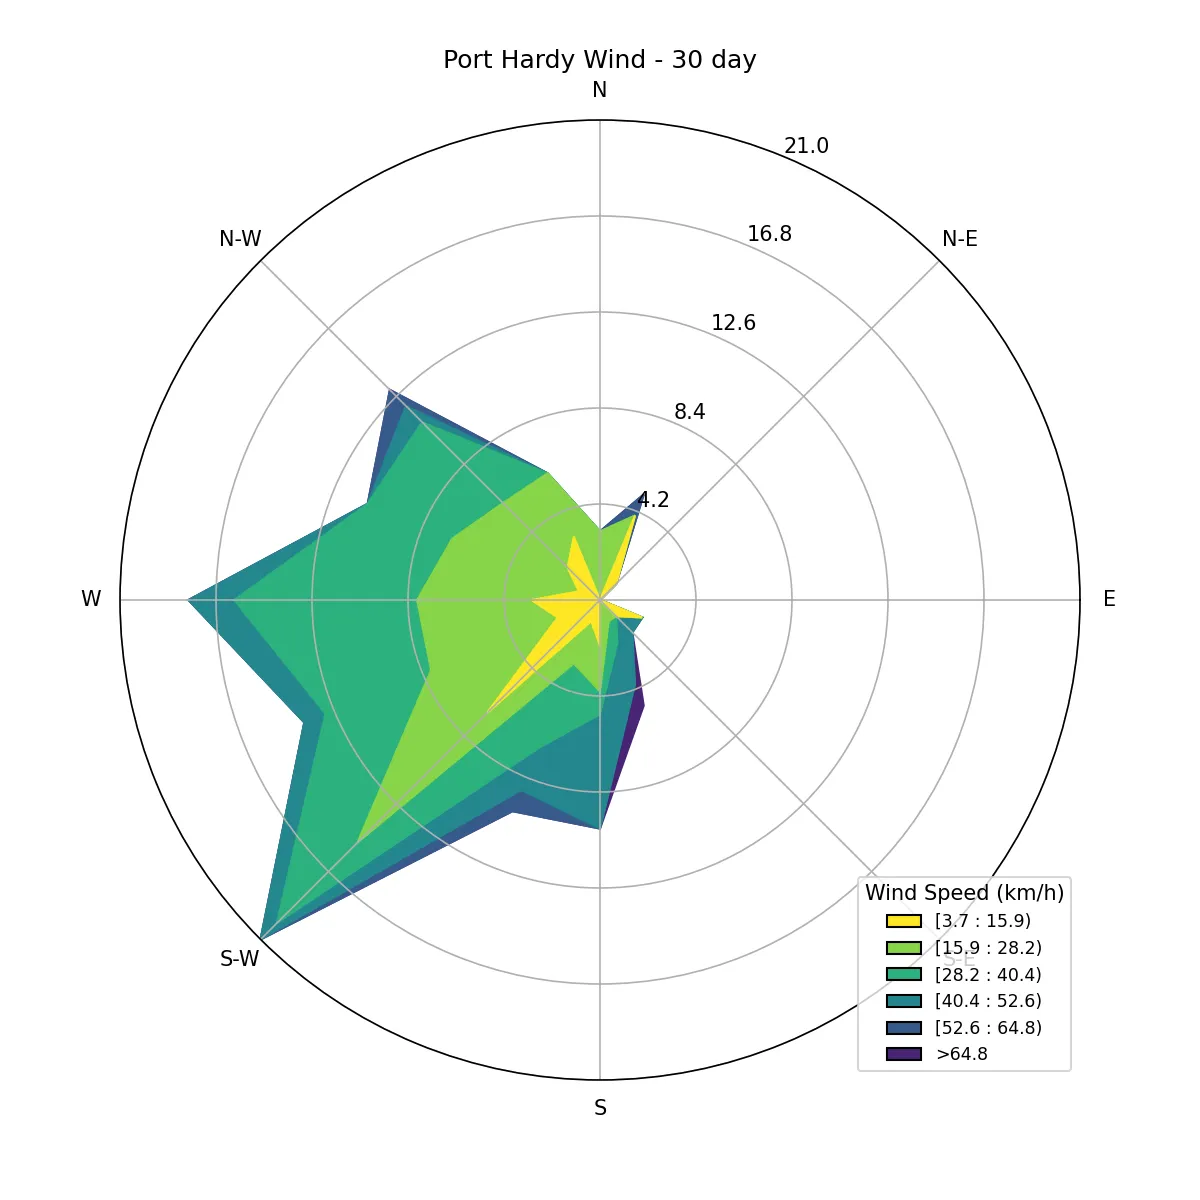 Port Hardy Wind - 30 day
N
21.0
16.8
N-W
N-E
12.6
8.4
4.2
W
E
S-W
S-E
Wind Speed (km/h)
[3.7 : 15.9)
[15.9 : 28.2)
[28.2 : 40.4)
[40.4 : 52.6)
[52.6 : 64.8)
>64.8
S